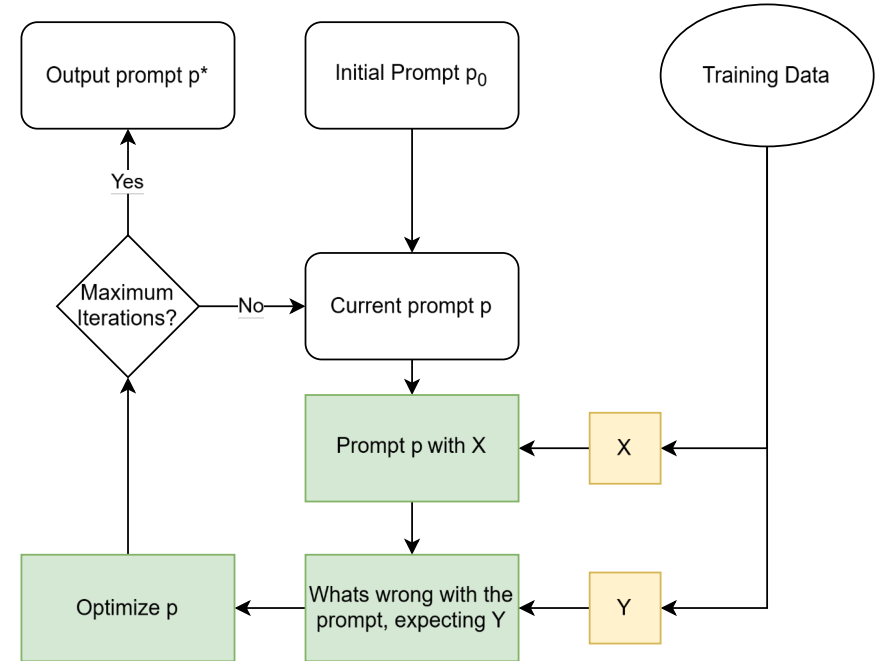 Output prompt p*
Initial Prompt p₀
Training Data
Yes
Maximum
Iterations?
No
Current prompt p
Prompt p with X
X
Optimize p
Whats wrong with the
prompt, expecting Y
Y